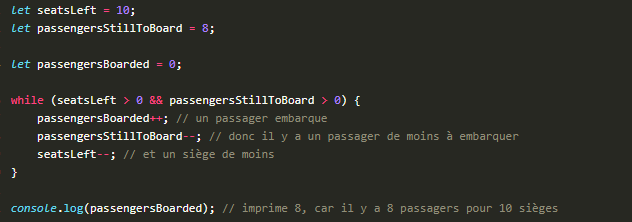 let seatsLeft = 10;
let passengersStillToBoard = 8;
let passengersBoarded = 0;
while (seatsLeft > 0 && passengersStillToBoard > 0) {
passengersBoarded++; // un passager embarque
passengersStillToBoard--; // donc il y a un passager de moins à embarquer
seatsLeft--; // et un siège de moins
}
console.log(passengersBoarded); // imprime 8, car il y a 8 passagers pour 10 sièges